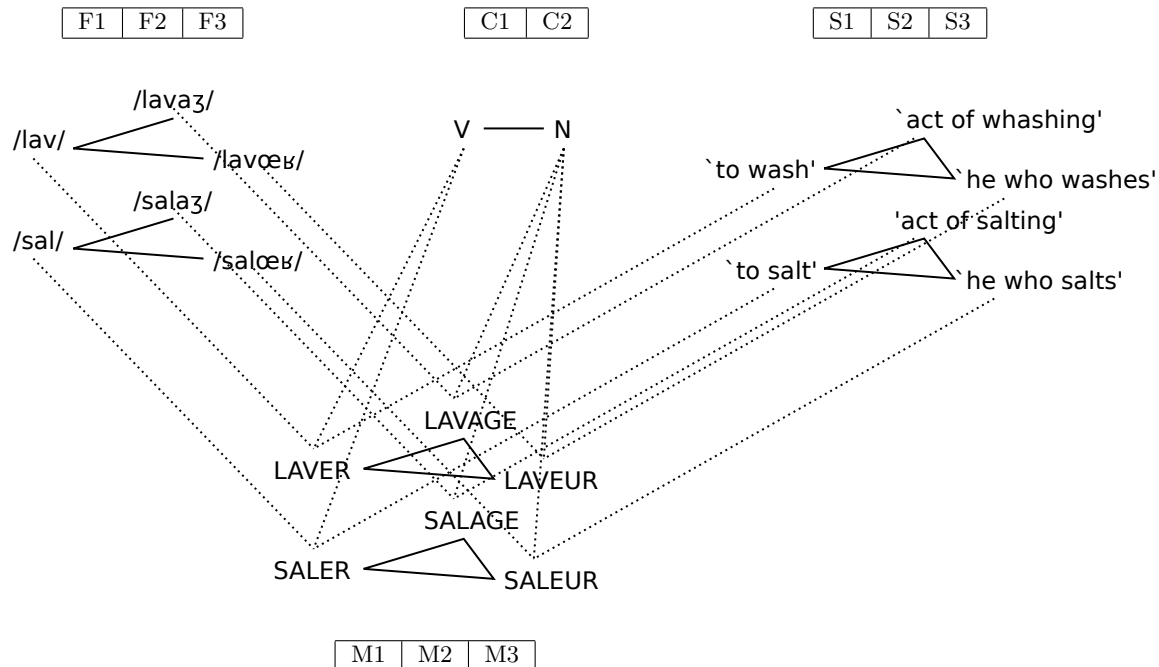 F1 F2 F3 C1 C2 S1 S2 S3
/lavaʒ/
/lav/
/lavœʁ/
/salaʒ/
/sal/
/salœʁ/
V N
`act of whashing'
`to wash'
`he who washes'
'act of salting'
`to salt'
`he who salts'
LAVAGE
LAVER
LAVEUR
SALAGE
SALER
SALEUR
M1 M2 M3